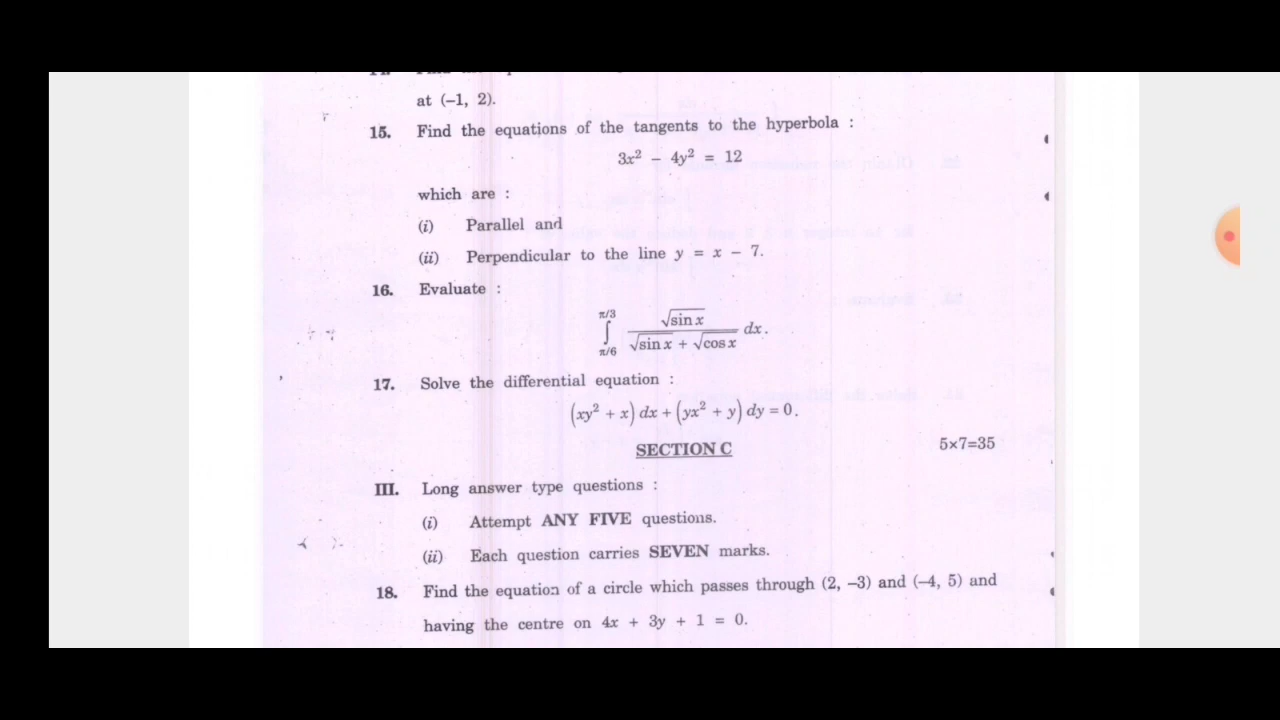 at (–1, 2).
15. Find the equations of the tangents to the hyperbola :
3x² – 4y² = 12
which are :
(i) Parallel and
(ii) Perpendicular to the line y = x – 7.
16. Evaluate :
∫_{π/6}^{π/3} √sin x / (√sin x + √cos x) dx.
17. Solve the differential equation :
(xy² + x) dx + (yx² + y) dy = 0.
SECTION C 5×7=35
III. Long answer type questions :
(i) Attempt ANY FIVE questions.
(ii) Each question carries SEVEN marks.
18. Find the equation of a circle which passes through (2, –3) and (–4, 5) and
having the centre on 4x + 3y + 1 = 0.